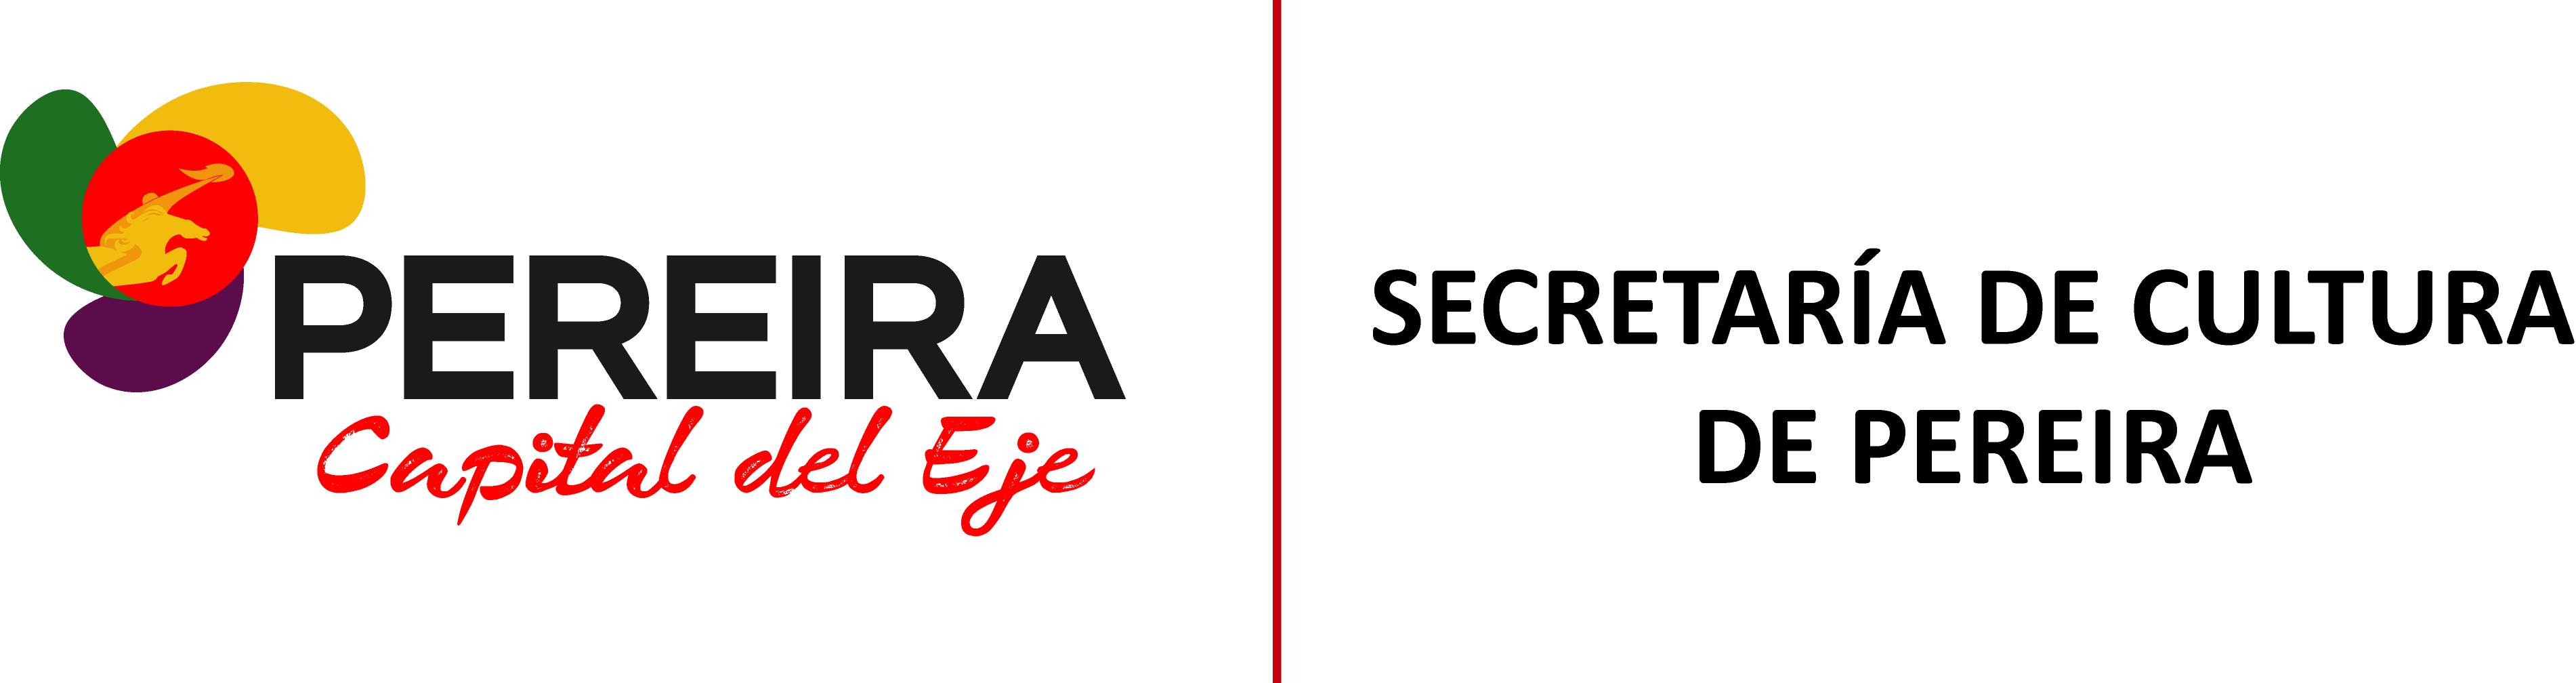 PEREIRA
Capital del Eje
SECRETARÍA DE CULTURA
DE PEREIRA